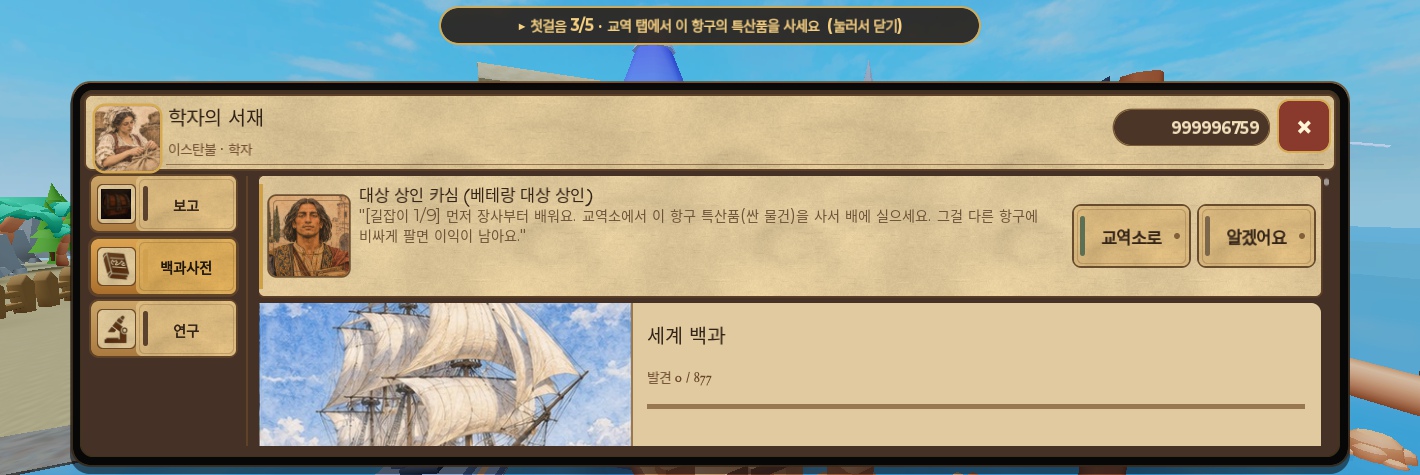 ▸ 첫걸음 3/5 · 교역 탭에서 이 항구의 특산품을 사세요 (눌러서 닫기)
학자의 서재
이스탄불 · 학자
999996759
×
보고
백과사전
연구
대상 상인 카심 (베테랑 대상 상인)
"[길잡이 1/9] 먼저 장사부터 배워요. 교역소에서 이 항구 특산품(싼 물건)을 사서 배에 실으세요. 그걸 다른 항구에
비싸게 팔면 이익이 남아요."
교역소로
알겠어요
세계 백과
발견 0 / 877